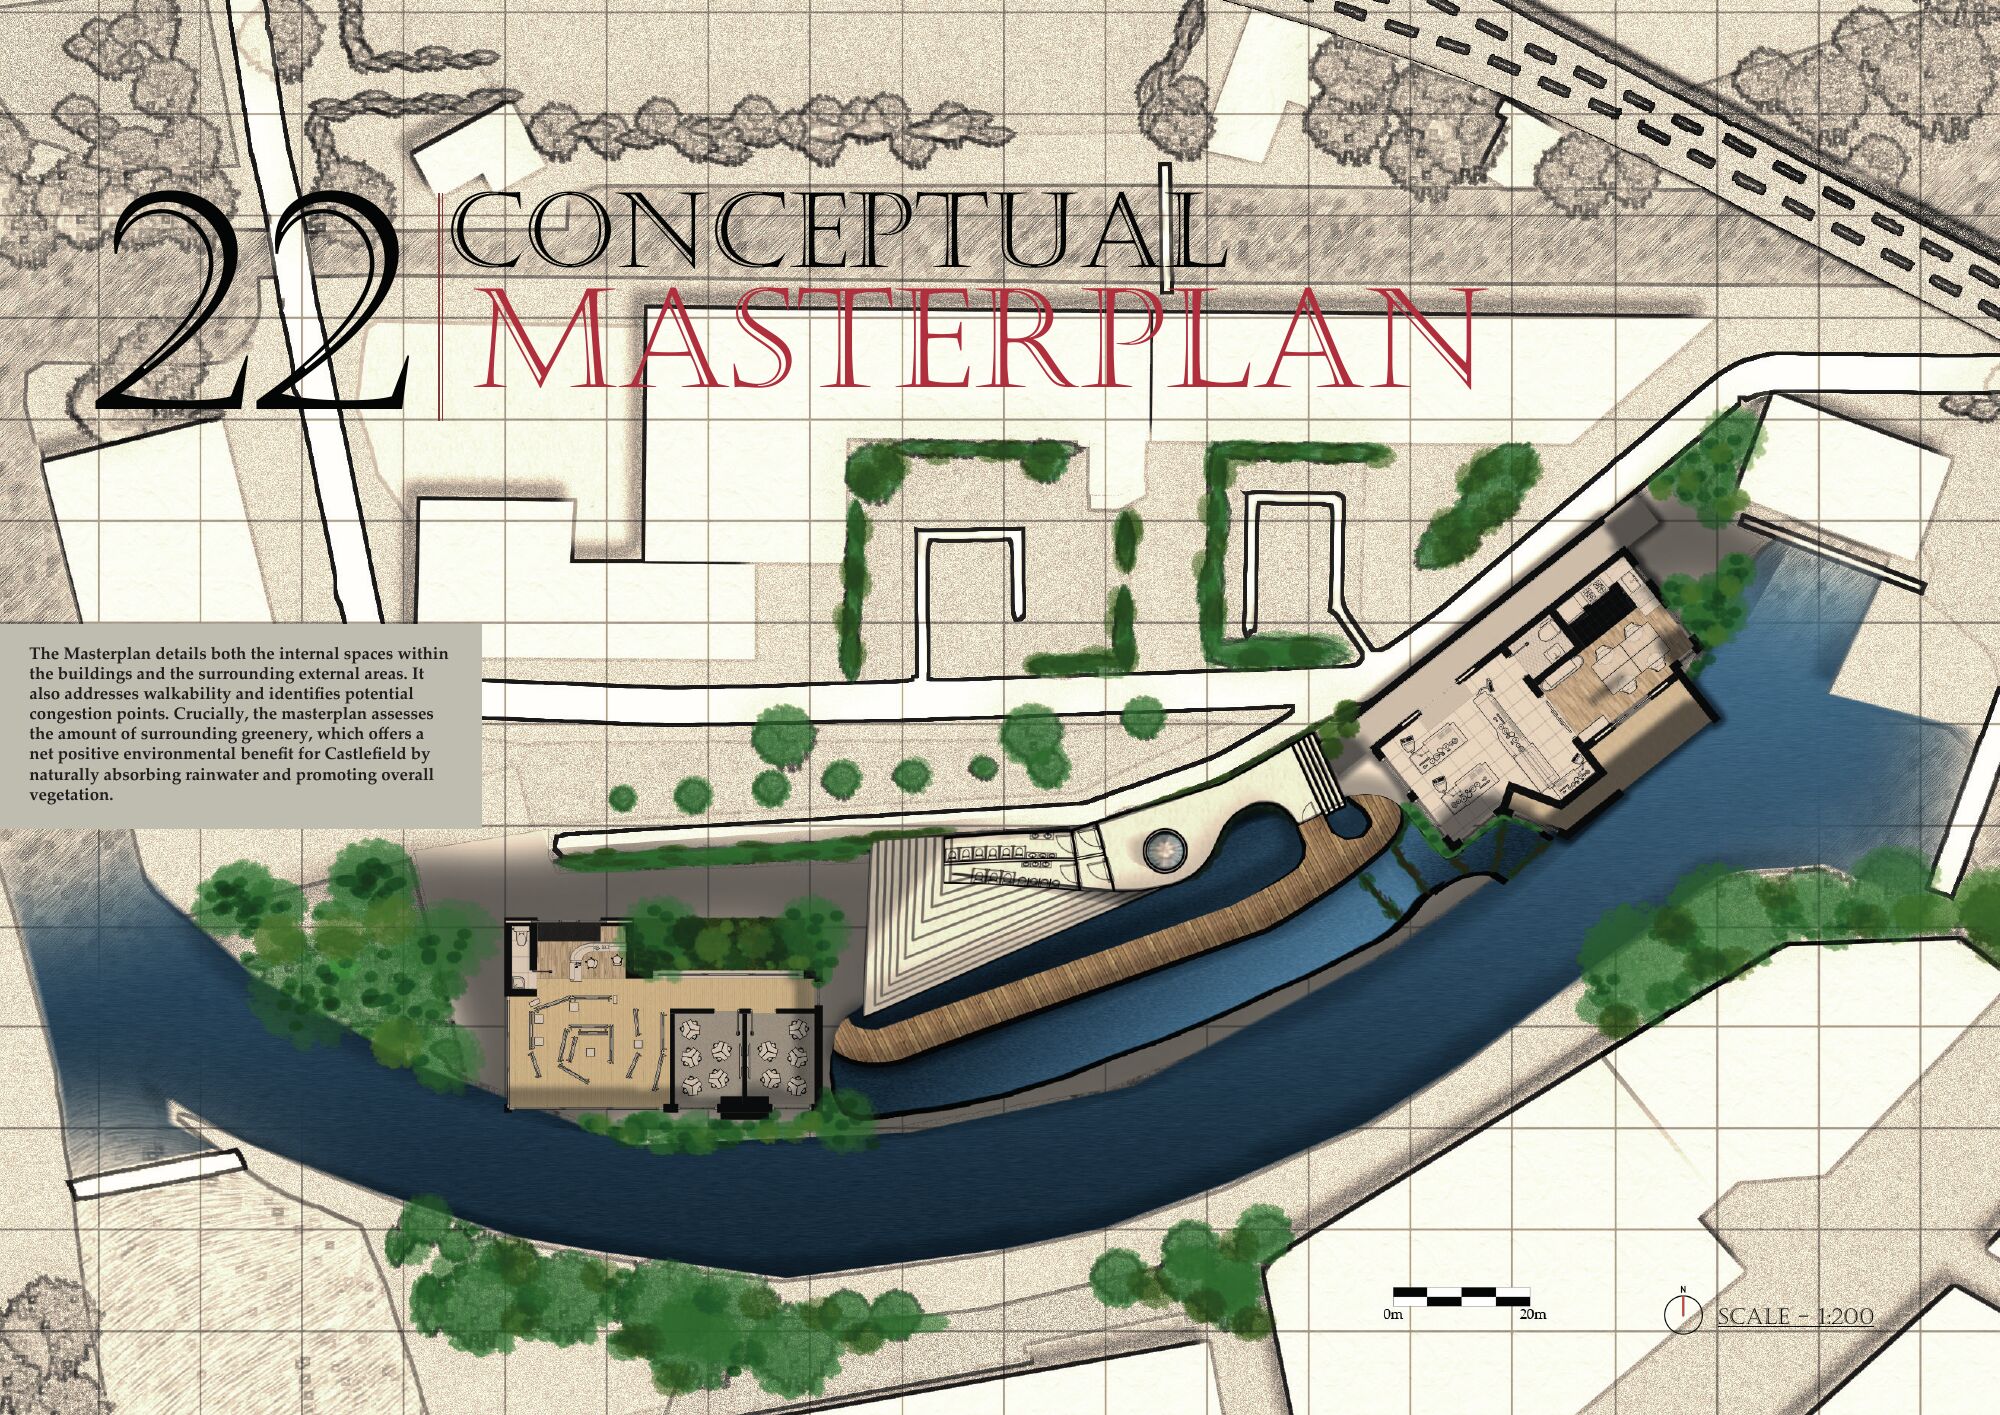 22
CONCEPTUAL
MASTERPLAN
The Masterplan details both the internal spaces within
the buildings and the surrounding external areas. It
also addresses walkability and identifies potential
congestion points. Crucially, the masterplan assesses
the amount of surrounding greenery, which offers a
net positive environmental benefit for Castlefield by
naturally absorbing rainwater and promoting overall
vegetation.
0m 20m
N
SCALE - 1:200